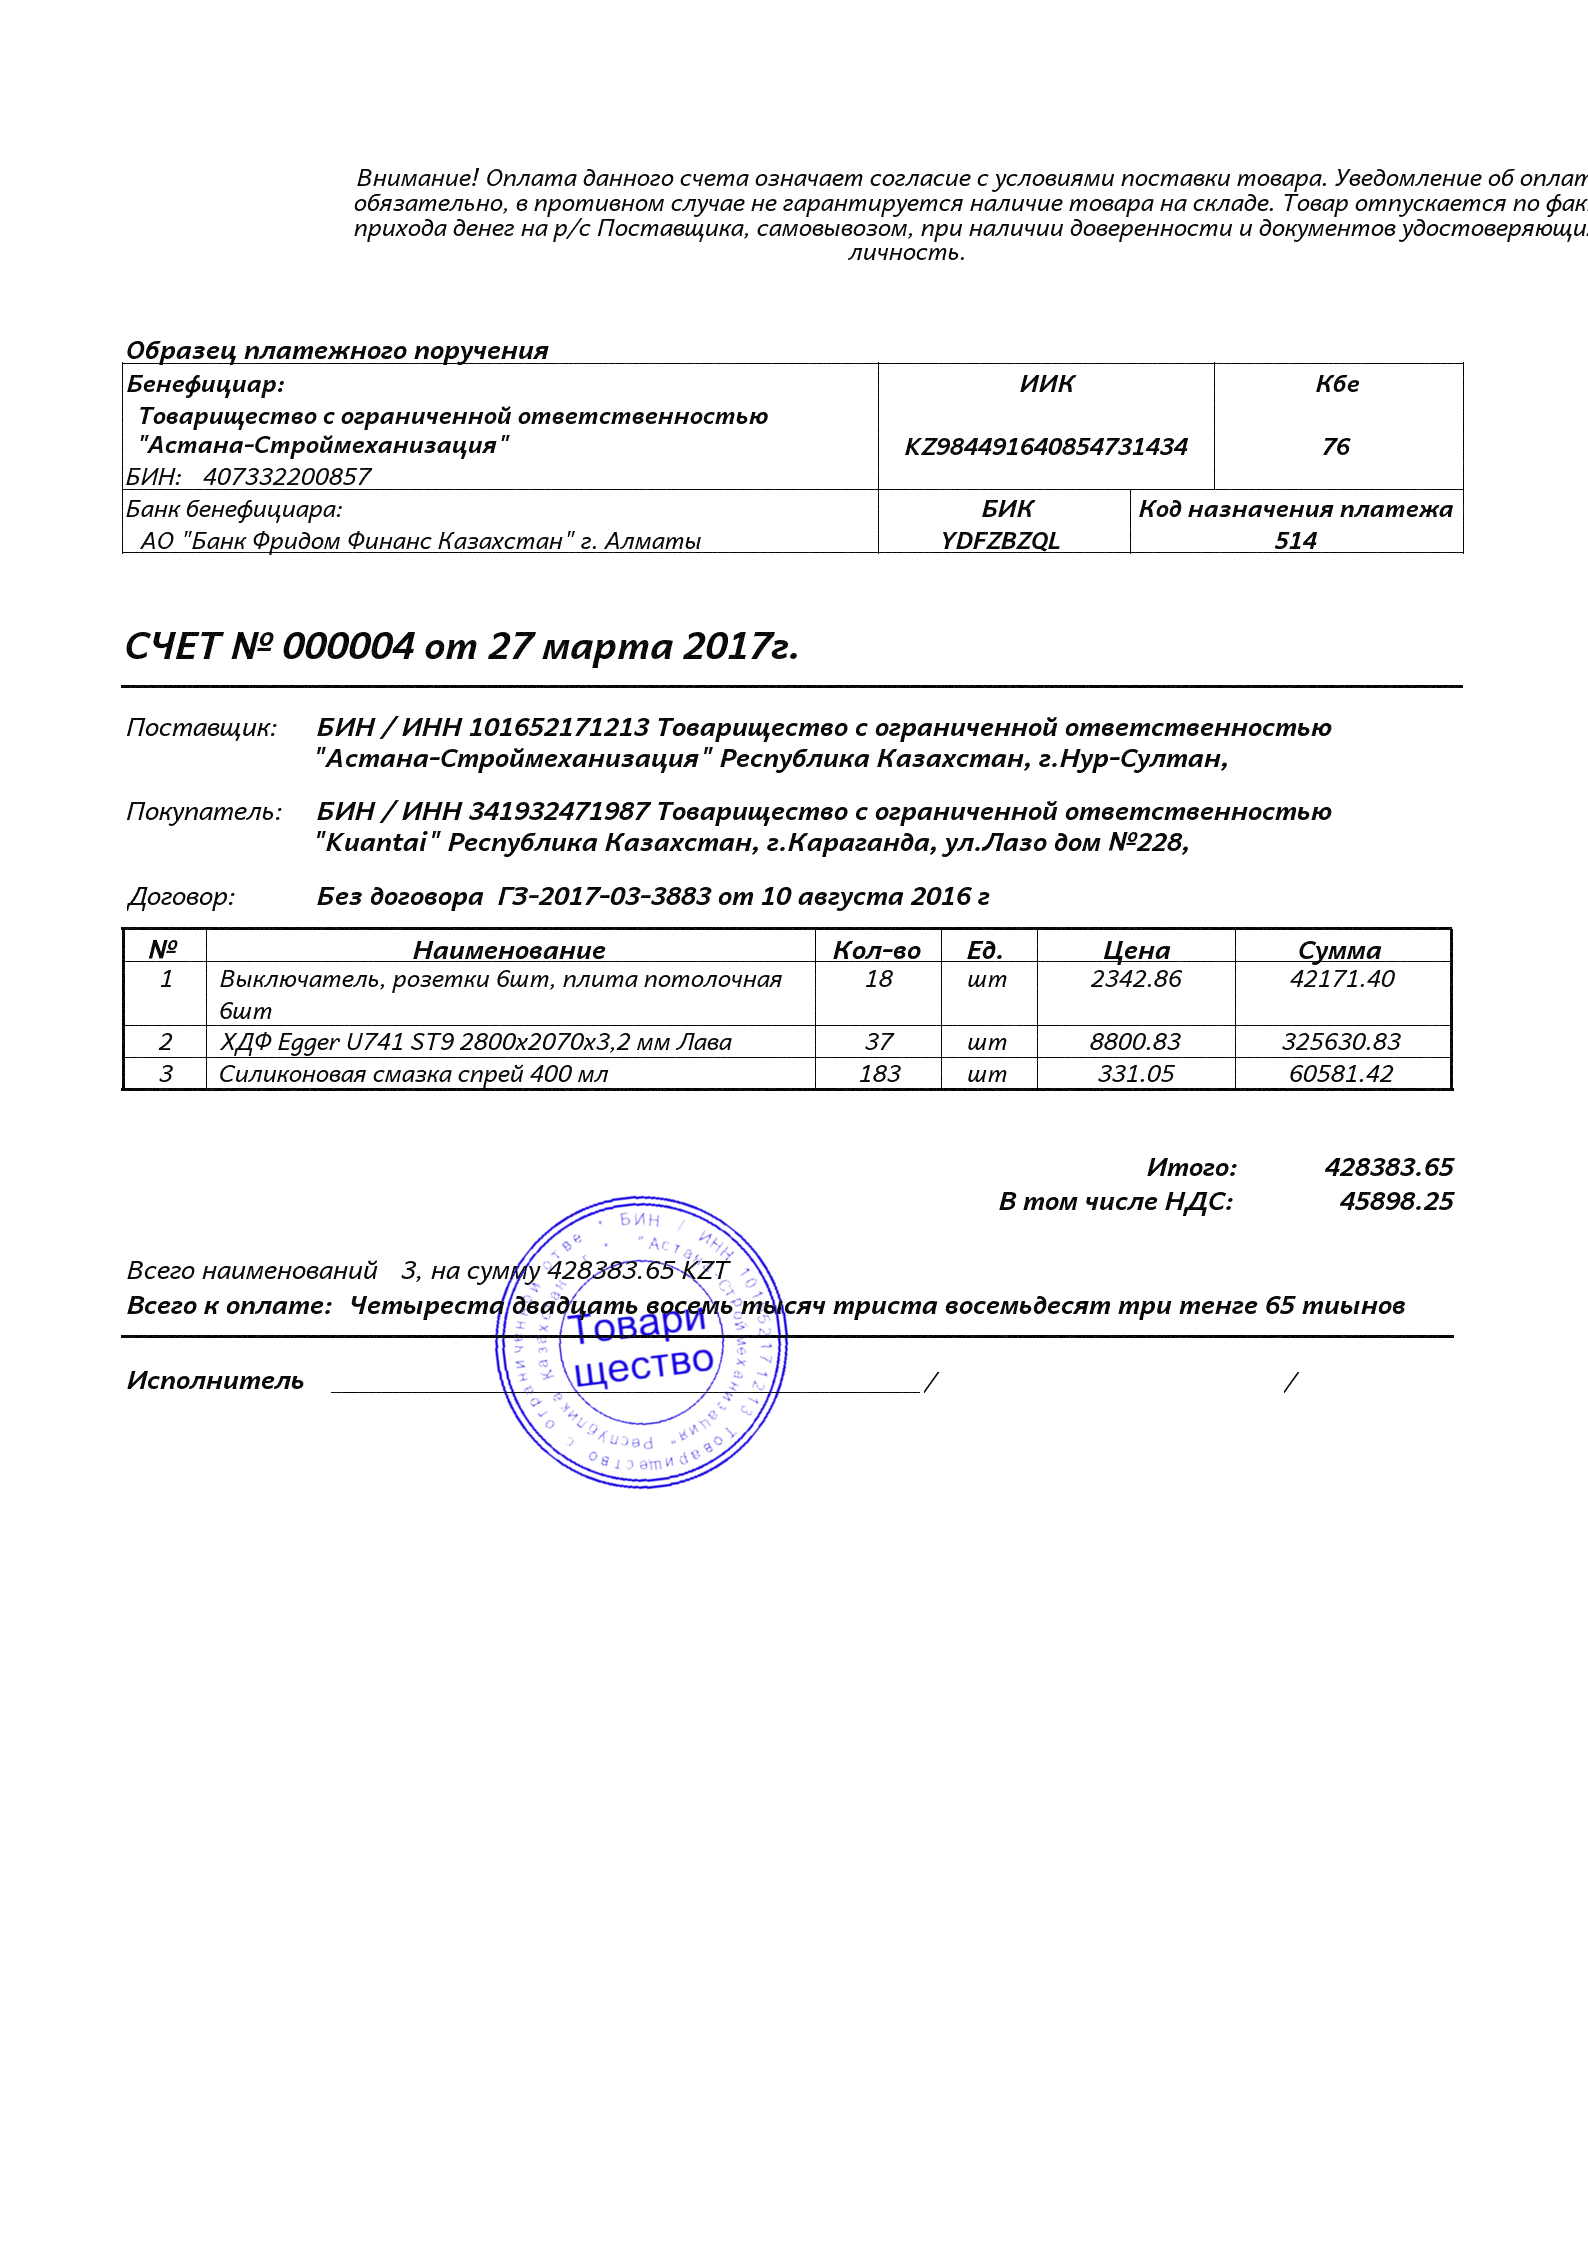 Внимание! Оплата данного счета означает согласие с условиями поставки товара. Уведомление об
обязательно, в противном случае не гарантируется наличие товара на складе. Товар отпускается по
прихода денег на р/с Поставщика, самовывозом, при наличии доверенности и документов
личность.
Образец платежного поручения
Бенефициар: ИИК Кбе
Товарищество с ограниченной ответственностью
"Астана-Строймеханизация" KZ984491640854731434 76
БИН: 407332200857
Банк бенефициара: БИК Код назначения платежа
АО "Банк Фридом Финанс Казахстан" г. Алматы YDFZBZQL 514
СЧЕТ № 000004 от 27 марта 2017г.
Поставщик: БИН / ИНН 101652171213 Товарищество с ограниченной ответственностью
"Астана-Строймеханизация" Республика Казахстан, г.Нур-Султан,
Покупатель: БИН / ИНН 341932471987 Товарищество с ограниченной ответственностью
"Kuantai" Республика Казахстан, г.Караганда, ул.Лазо дом №228,
Договор: Без договора ГЗ-2017-03-3883 от 10 августа 2016 г
№ Наименование Кол-во Ед. Цена Сумма
1 Выключатель, розетки 6шт, плита потолочная 18 шт 2342.86 42171.40
6шт
2 ХДФ Egger U741 ST9 2800x2070x3,2 мм Лава 37 шт 8800.83 325630.83
3 Силиконовая смазка спрей 400 мл 183 шт 331.05 60581.42
Итого: 428383.65
В том числе НДС: 45898.25
Всего наименований 3, на сумму 428383.65 KZT
Всего к оплате: Четыреста двадцать восемь тысяч триста восемьдесят три тенге 65 тиынов
Исполнитель / /
БИН / ИНН 101652171213 Товарищество с ограниченной отве *
"Астана-Строймеханизация" Республика Казахстан, г *
Товари
щество